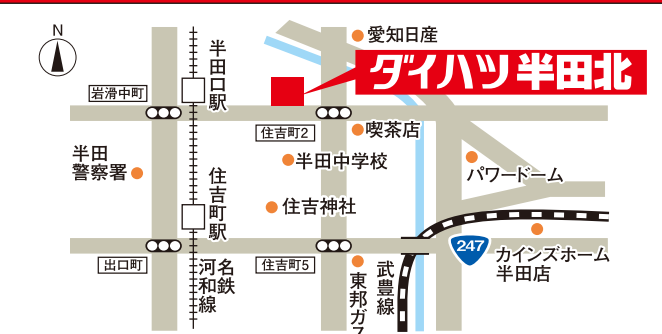 N
半田口駅
愛知日産
ダイハツ 半田北
岩滑中町
住吉町2
喫茶店
半田
警察署
半田中学校
パワードーム
住吉町駅
住吉神社
247
カインズホーム
半田店
出口町
名鉄
河和線
住吉町5
東邦ガス
武豊線